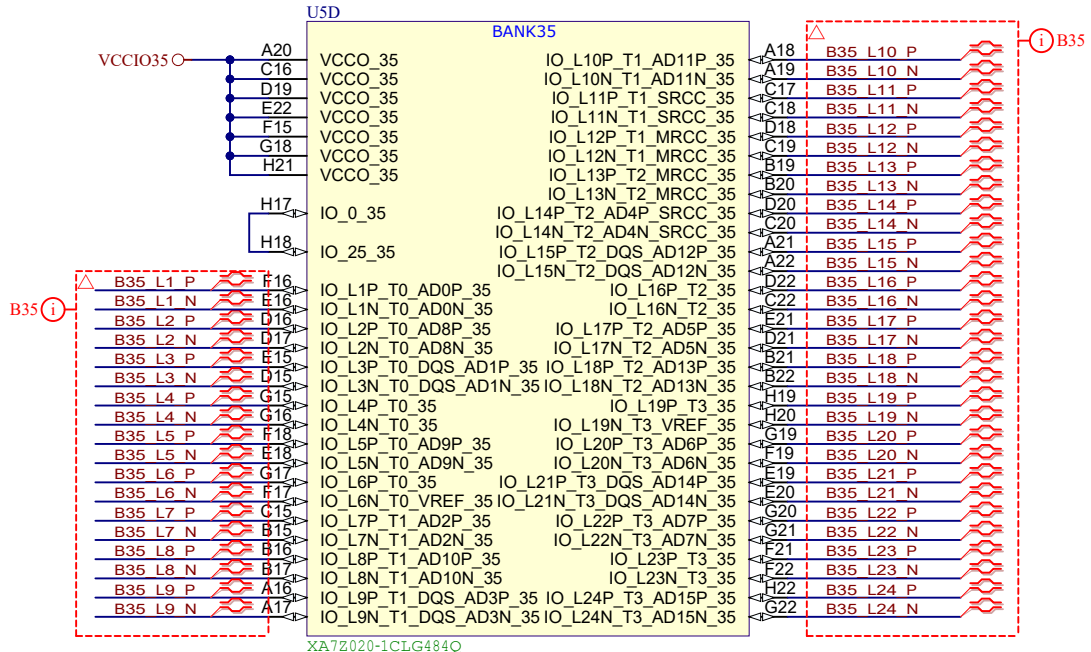 U5D
BANK35
VCCIO35 A20 VCCO_35 IO_L10P_T1_AD11P_35 A18 B35_L10_P B35
C16 VCCO_35 IO_L10N_T1_AD11N_35 A19 B35_L10_N
D19 VCCO_35 IO_L11P_T1_SRCC_35 C17 B35_L11_P
E22 VCCO_35 IO_L11N_T1_SRCC_35 C18 B35_L11_N
F15 VCCO_35 IO_L12P_T1_MRCC_35 D18 B35_L12_P
G18 VCCO_35 IO_L12N_T1_MRCC_35 C19 B35_L12_N
H21 VCCO_35 IO_L13P_T2_MRCC_35 B19 B35_L13_P
IO_L13N_T2_MRCC_35 B20 B35_L13_N
H17 IO_0_35 IO_L14P_T2_AD4P_SRCC_35 D20 B35_L14_P
IO_L14N_T2_AD4N_SRCC_35 C20 B35_L14_N
H18 IO_25_35 IO_L15P_T2_DQS_AD12P_35 A21 B35_L15_P
IO_L15N_T2_DQS_AD12N_35 A22 B35_L15_N
B35_L1_P F16 IO_L1P_T0_AD0P_35 IO_L16P_T2_35 D22 B35_L16_P
B35 B35_L1_N E16 IO_L1N_T0_AD0N_35 IO_L16N_T2_35 C22 B35_L16_N
B35_L2_P D16 IO_L2P_T0_AD8P_35 IO_L17P_T2_AD5P_35 E21 B35_L17_P
B35_L2_N D17 IO_L2N_T0_AD8N_35 IO_L17N_T2_AD5N_35 D21 B35_L17_N
B35_L3_P E15 IO_L3P_T0_DQS_AD1P_35 IO_L18P_T2_AD13P_35 B21 B35_L18_P
B35_L3_N D15 IO_L3N_T0_DQS_AD1N_35 IO_L18N_T2_AD13N_35 B22 B35_L18_N
B35_L4_P G15 IO_L4P_T0_35 IO_L19P_T3_35 H19 B35_L19_P
B35_L4_N G16 IO_L4N_T0_35 IO_L19N_T3_VREF_35 H20 B35_L19_N
B35_L5_P F18 IO_L5P_T0_AD9P_35 IO_L20P_T3_AD6P_35 G19 B35_L20_P
B35_L5_N E18 IO_L5N_T0_AD9N_35 IO_L20N_T3_AD6N_35 F19 B35_L20_N
B35_L6_P G17 IO_L6P_T0_35 IO_L21P_T3_DQS_AD14P_35 E19 B35_L21_P
B35_L6_N F17 IO_L6N_T0_VREF_35 IO_L21N_T3_DQS_AD14N_35 E20 B35_L21_N
B35_L7_P C15 IO_L7P_T1_AD2P_35 IO_L22P_T3_AD7P_35 G20 B35_L22_P
B35_L7_N B15 IO_L7N_T1_AD2N_35 IO_L22N_T3_AD7N_35 G21 B35_L22_N
B35_L8_P B16 IO_L8P_T1_AD10P_35 IO_L23P_T3_35 F21 B35_L23_P
B35_L8_N B17 IO_L8N_T1_AD10N_35 IO_L23N_T3_35 F22 B35_L23_N
B35_L9_P A16 IO_L9P_T1_DQS_AD3P_35 IO_L24P_T3_AD15P_35 H22 B35_L24_P
B35_L9_N A17 IO_L9N_T1_DQS_AD3N_35 IO_L24N_T3_AD15N_35 G22 B35_L24_N
XA7Z020-1CLG484Q